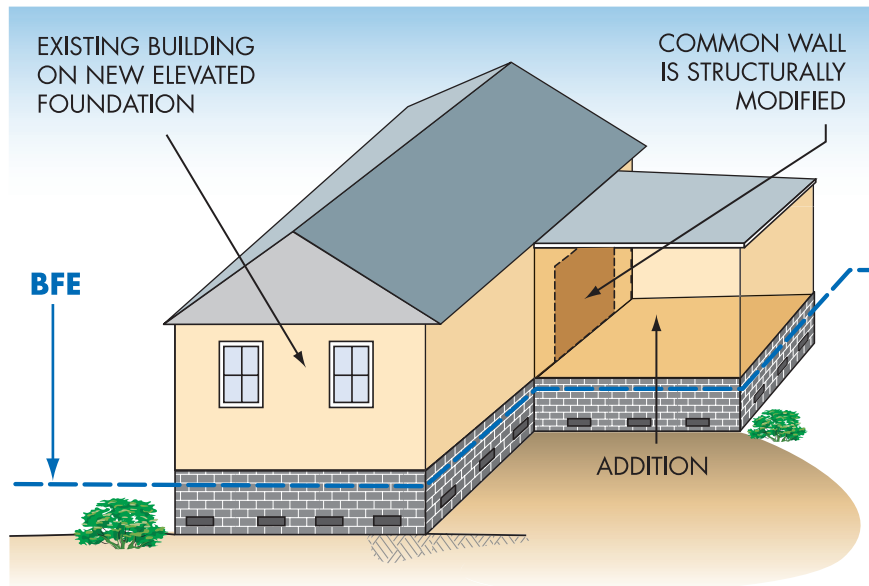 EXISTING BUILDING
ON NEW ELEVATED
FOUNDATION
COMMON WALL
IS STRUCTURALLY
MODIFIED
BFE
ADDITION